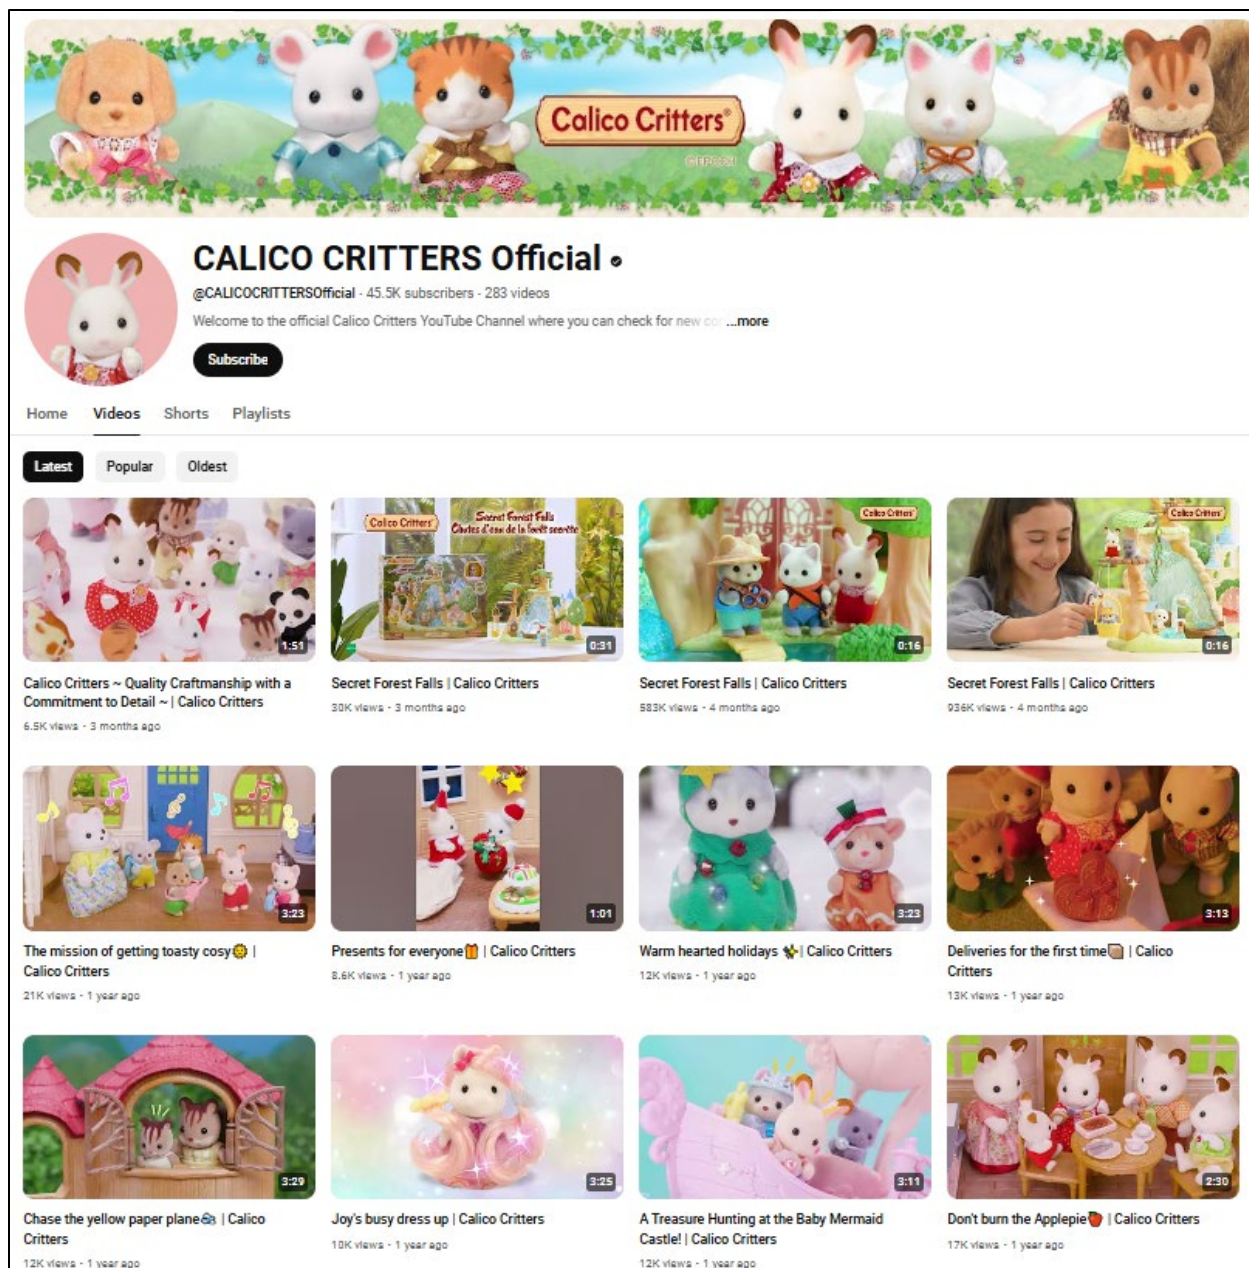 Calico Critters®
© EPOCH
CALICO CRITTERS Official
@CALICOCRITTERSOfficial · 45.5K subscribers · 283 videos
Welcome to the official Calico Critters YouTube Channel where you can check for new ...more
Subscribe
Home Videos Shorts Playlists
Latest Popular Oldest
Calico Critters
Secret Forest Falls
Chutes d'eau de la forêt secrète
Calico Critters
Calico Critters
1:51 0:31 0:16 0:16
Calico Critters ~ Quality Craftmanship with a
Commitment to Detail ~ | Calico Critters
6.5K views · 3 months ago
Secret Forest Falls | Calico Critters
30K views · 3 months ago
Secret Forest Falls | Calico Critters
583K views · 4 months ago
Secret Forest Falls | Calico Critters
936K views · 4 months ago
3:23 1:01 3:23 3:13
The mission of getting toasty cosy🌞 |
Calico Critters
21K views · 1 year ago
Presents for everyone🎁 | Calico Critters
8.6K views · 1 year ago
Warm hearted holidays | Calico Critters
12K views · 1 year ago
Deliveries for the first time | Calico
Critters
13K views · 1 year ago
3:29 3:25 3:11 2:30
Chase the yellow paper plane | Calico
Critters
12K views · 1 year ago
Joy's busy dress up | Calico Critters
10K views · 1 year ago
A Treasure Hunting at the Baby Mermaid
Castle! | Calico Critters
12K views · 1 year ago
Don't burn the Applepie🍎 | Calico Critters
17K views · 1 year ago